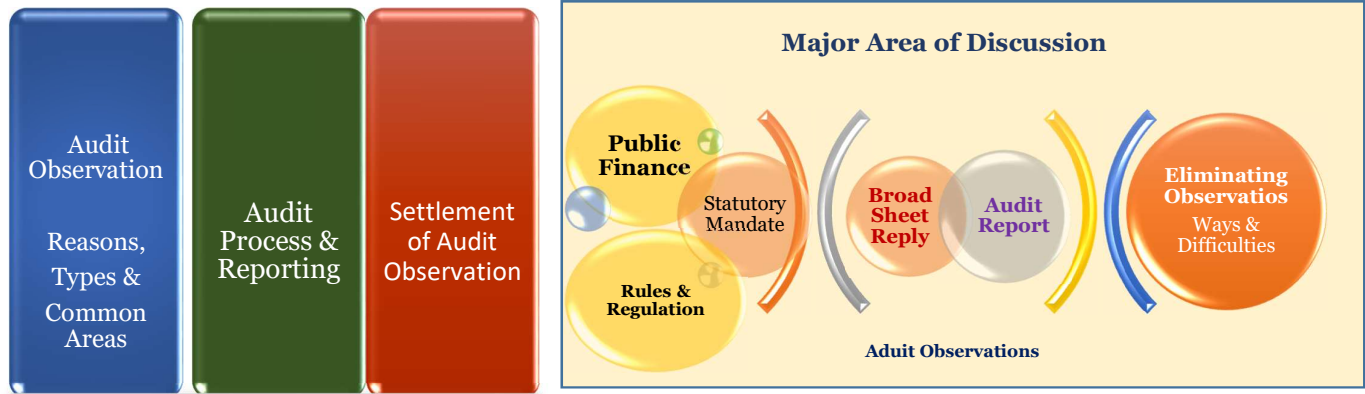 Audit
Observation
Reasons,
Types &
Common
Areas
Audit
Process &
Reporting
Settlement
of Audit
Observation
Major Area of Discussion
Public
Finance
Statutory
Mandate
Rules &
Regulation
Broad
Sheet
Reply
Audit
Report
Eliminating
Observatios
Ways &
Difficulties
Aduit Observations